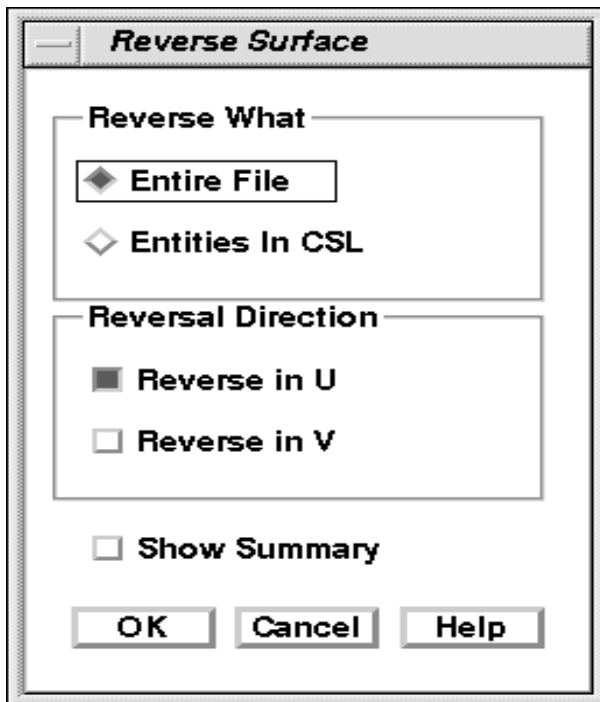 Reverse Surface
Reverse What
Entire File
Entities In CSL
Reversal Direction
Reverse in U
Reverse in V
Show Summary
OK Cancel Help